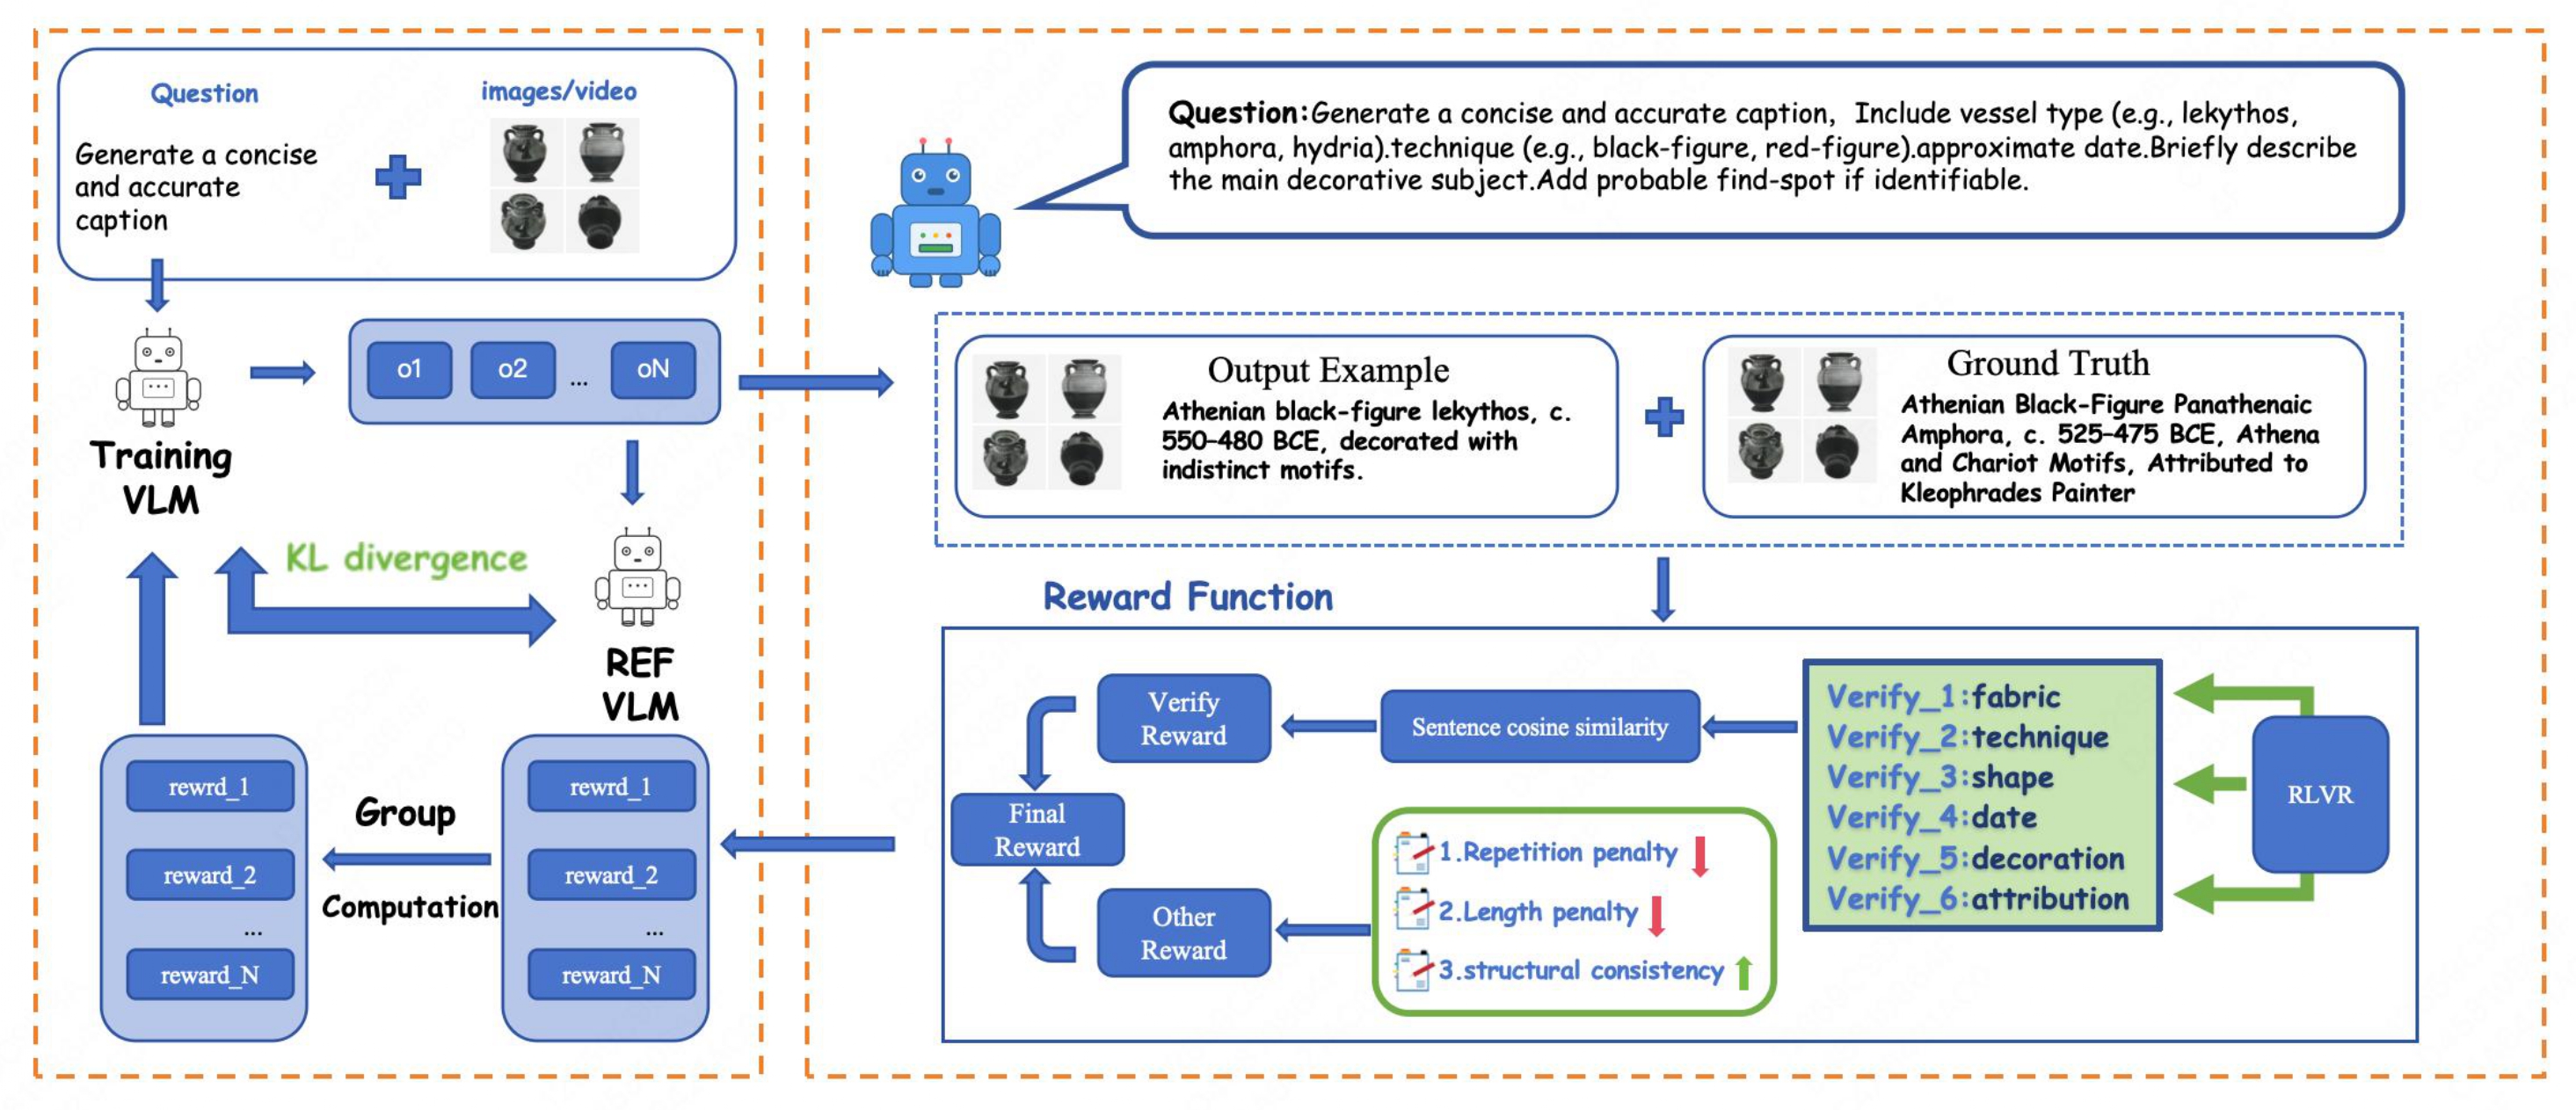 Question
images/video
Generate a concise
and accurate
caption
o1
o2
...
oN
Training
VLM
KL divergence
REF
VLM
rewrd_1
reward_2
...
reward_N
Group
Computation
rewrd_1
reward_2
...
reward_N
Question:Generate a concise and accurate caption, Include vessel type (e.g., lekythos,
amphora, hydria).technique (e.g., black-figure, red-figure).approximate date.Briefly describe
the main decorative subject.Add probable find-spot if identifiable.
Output Example
Athenian black-figure lekythos, c.
550-480 BCE, decorated with
indistinct motifs.
Ground Truth
Athenian Black-Figure Panathenaic
Amphora, c. 525-475 BCE, Athena
and Chariot Motifs, Attributed to
Kleophrades Painter
Reward Function
Verify
Reward
Sentence cosine similarity
Verify_1:fabric
Verify_2:technique
Verify_3:shape
Verify_4:date
Verify_5:decoration
Verify_6:attribution
RLVR
Final
Reward
Other
Reward
1.Repetition penalty
2.Length penalty
3.structural consistency